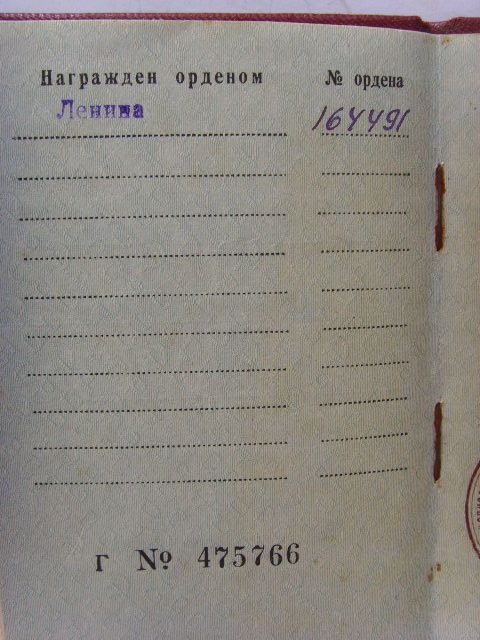 Награжден орденом № ордена
Ленина 164491
Г № 475766